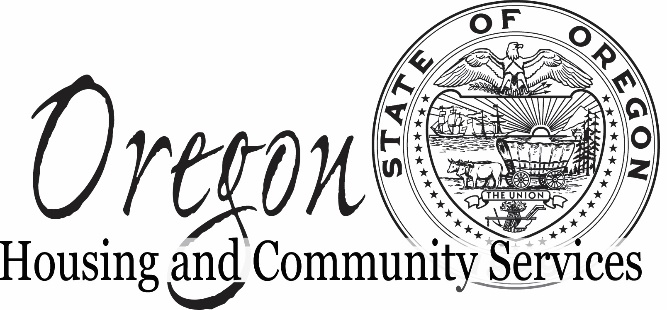 STATE OF OREGON
Oregon
THE UNION
Housing and Community Services